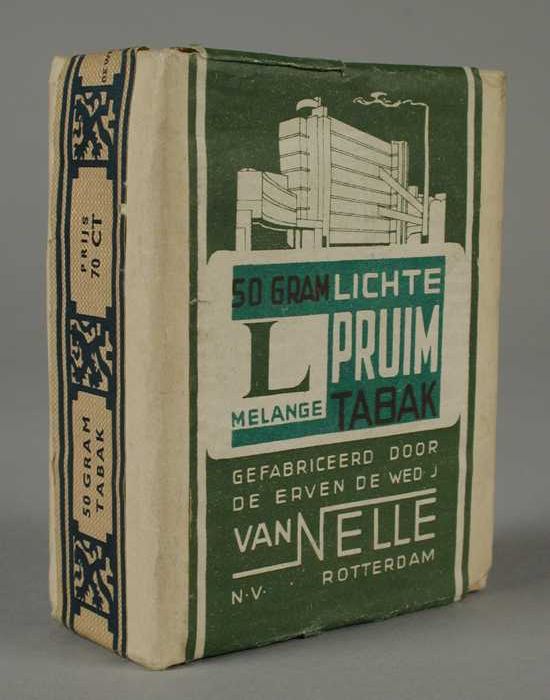 50 GRAM LICHTE
L PRUIM
MELANGE TABAK
GEFABRICEERD DOOR
DE ERVEN DE WED. J
VAN NELLE
N.V. ROTTERDAM
PRIJS
70 CT
50 GRAM
TABAK